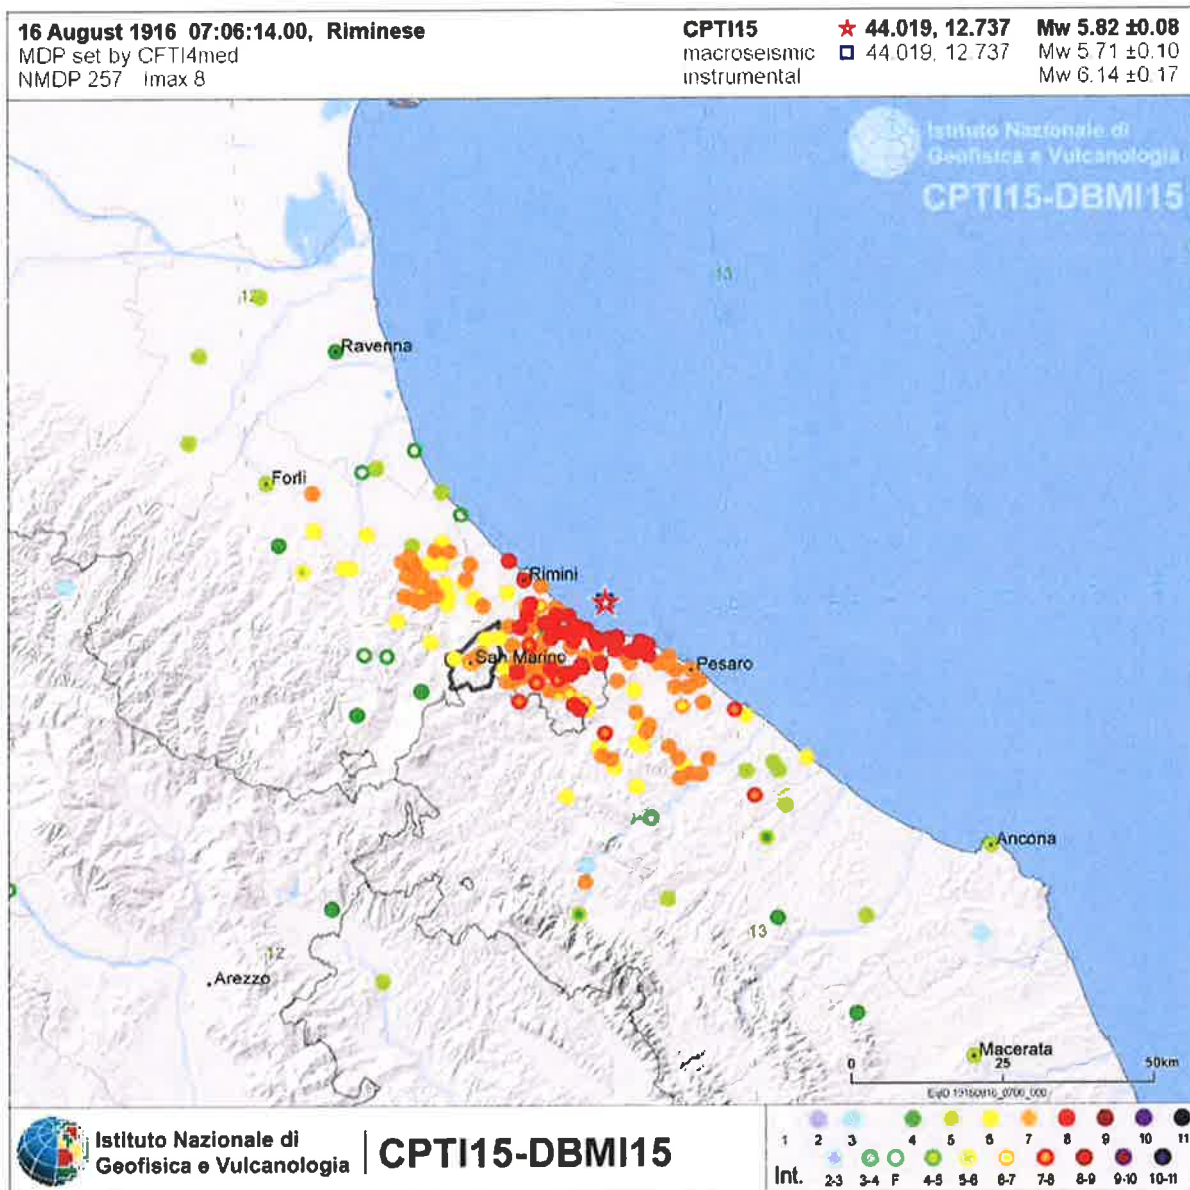 16 August 1916 07:06:14.00, Riminese
MDP set by CFTI4med
NMDP 257 Imax 8
CPTI15 44.019, 12.737 Mw 5.82 ±0.08
macroseismic 44.019, 12.737 Mw 5.71 ±0.10
instrumental Mw 6.14 ±0.17
Istituto Nazionale di
Geofisica e Vulcanologia
CPTI15-DBMI15
13
12
Ravenna
Forlì
Rimini
San Marino
Pesaro
Ancona
13
12
Arezzo
Macerata
0 25 50km
Istituto Nazionale di
Geofisica e Vulcanologia
CPTI15-DBMI15
1 2 3 4 5 6 7 8 9 10 11
Int. 2-3 3-4 F 4-5 5-6 6-7 7-8 8-9 9-10 10-11